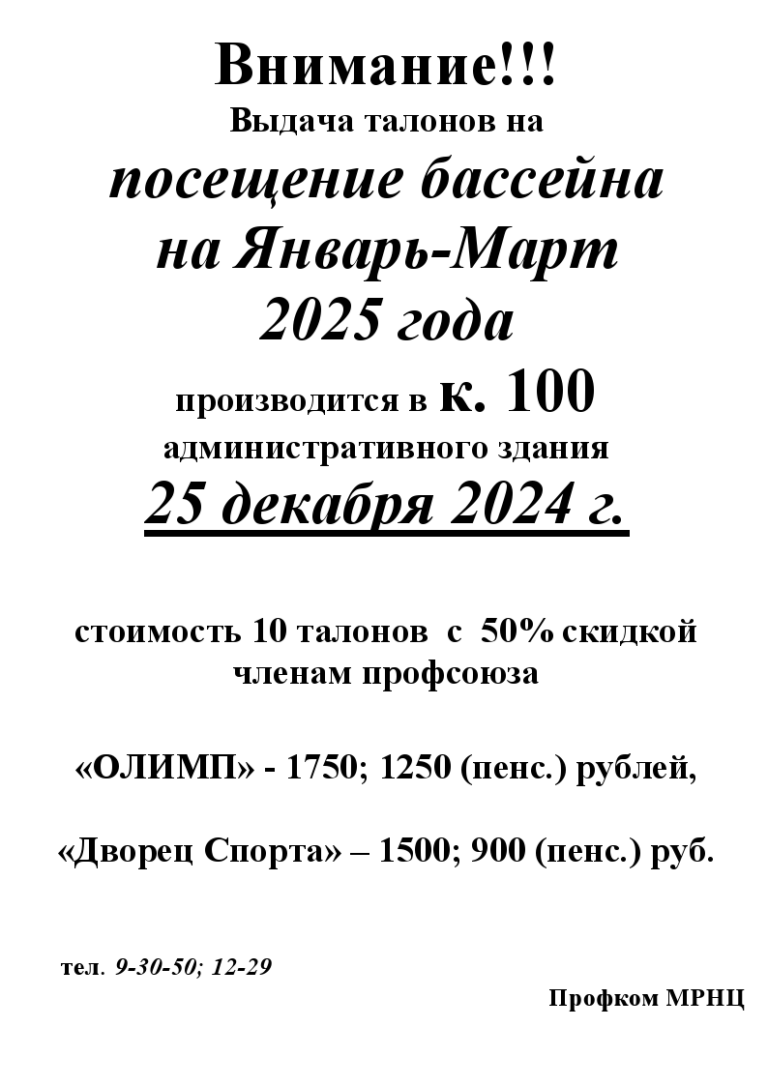 Внимание!!!
Выдача талонов на
посещение бассейна
на Январь-Март
2025 года
производится в к. 100
административного здания
25 декабря 2024 г.
стоимость 10 талонов с 50% скидкой
членам профсоюза
«ОЛИМП» - 1750; 1250 (пенс.) рублей,
«Дворец Спорта» – 1500; 900 (пенс.) руб.
тел. 9-30-50; 12-29
Профком МРНЦ